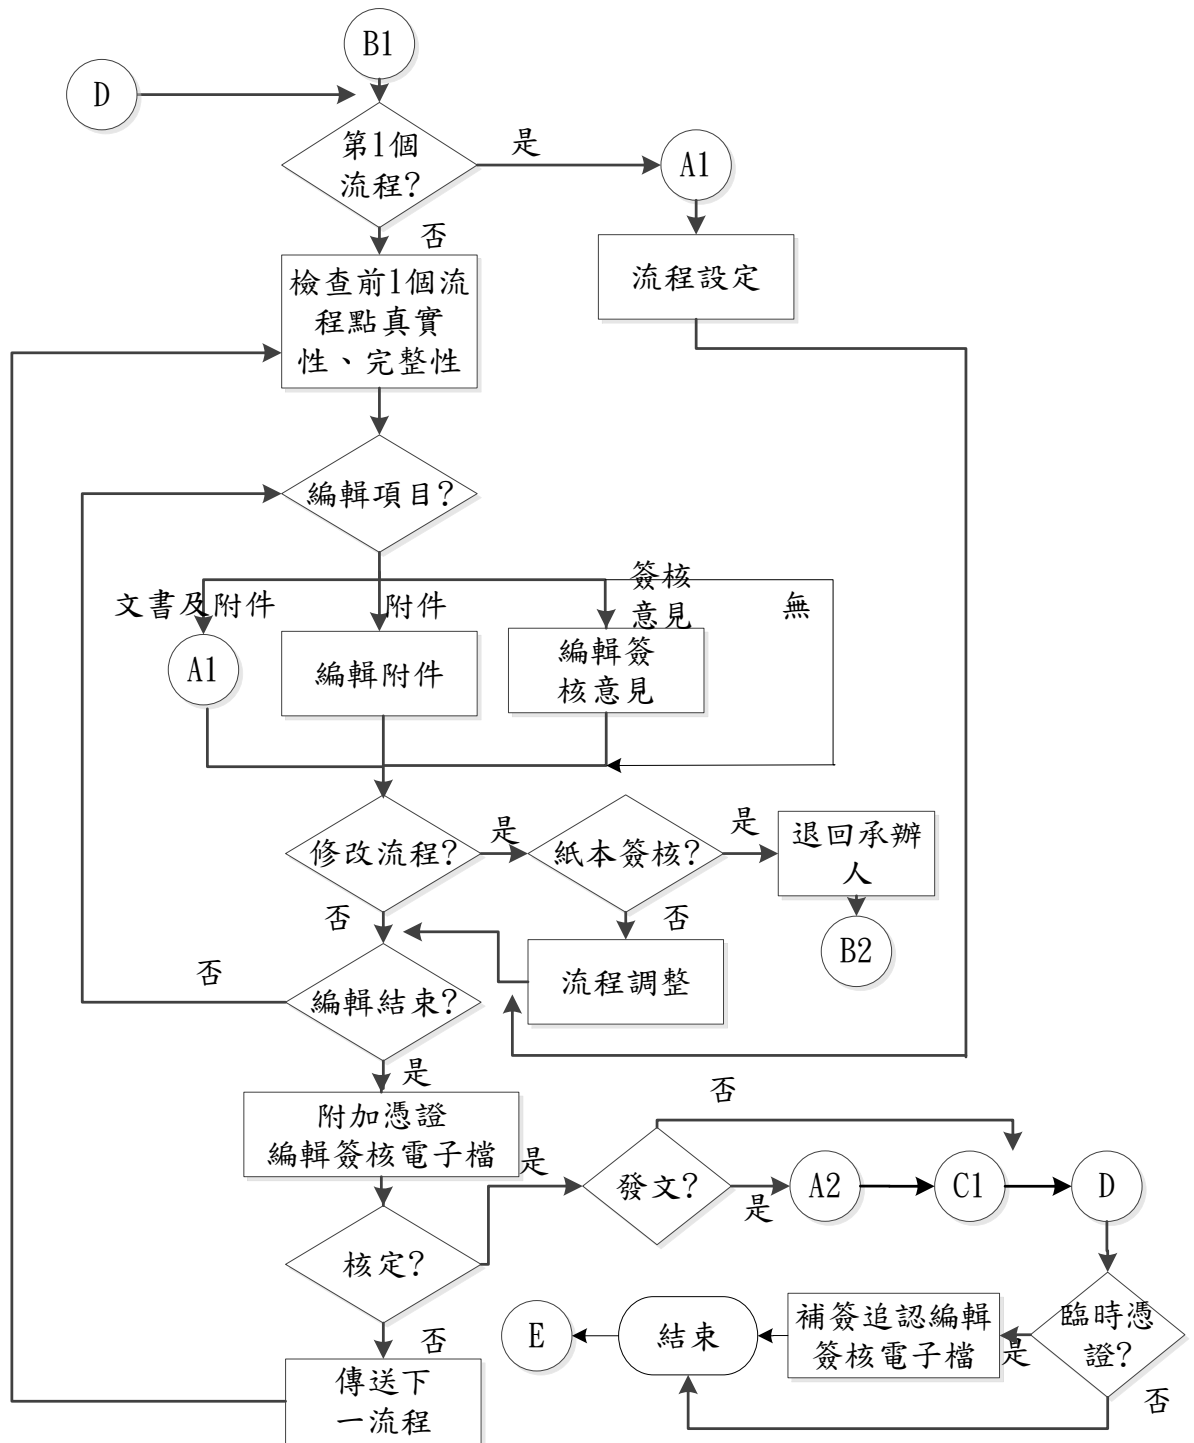 B1
D
第1個
流程?
是
A1
否
流程設定
檢查前1個流
程點真實
性、完整性
編輯項目?
文書及附件
附件
簽核
意見
無
A1
編輯附件
編輯簽
核意見
修改流程?
是
紙本簽核?
是
退回承辦
人
否
否
B2
流程調整
否
編輯結束?
是
附加憑證
編輯簽核電子檔
否
是
發文?
是
A2
C1
D
核定?
否
傳送下
一流程
E
結束
補簽追認編輯
簽核電子檔
是
臨時憑
證?
否